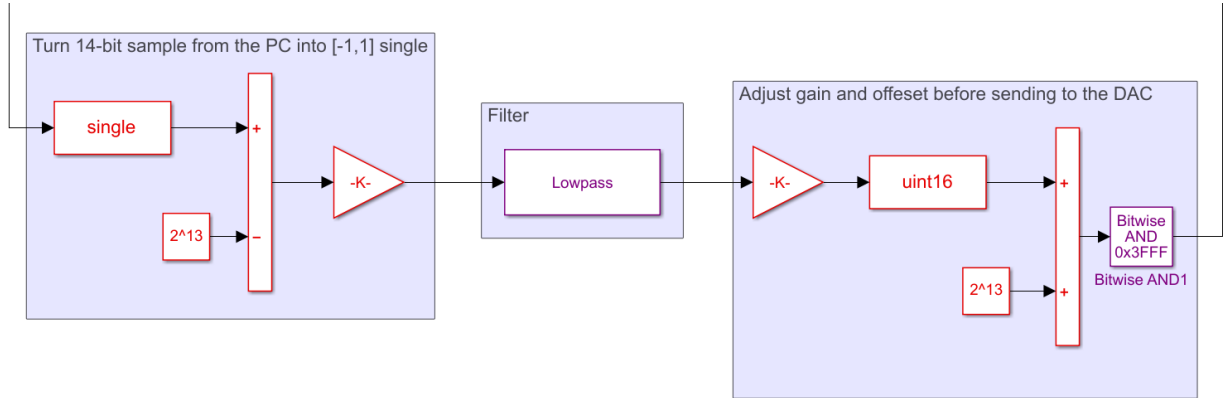 Turn 14-bit sample from the PC into [-1,1] single
single
+
2^13
−
-K-
Filter
Lowpass
Adjust gain and offeset before sending to the DAC
-K-
uint16
+
2^13
+
Bitwise
AND
0x3FFF
Bitwise AND1